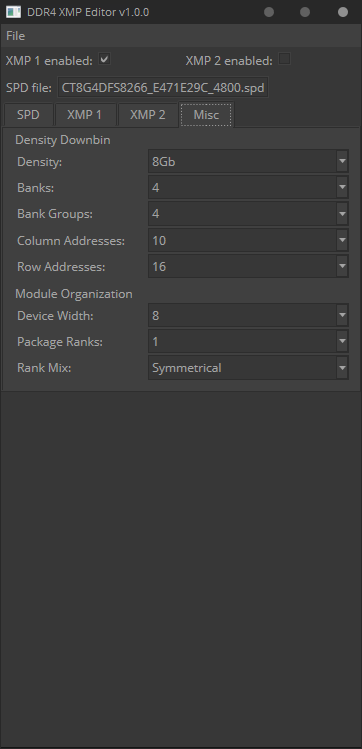 DDR4 XMP Editor v1.0.0
File
XMP 1 enabled: XMP 2 enabled:
SPD file: CT8G4DFS8266_E471E29C_4800.spd
SPD XMP 1 XMP 2 Misc
Density Downbin
Density: 8Gb
Banks: 4
Bank Groups: 4
Column Addresses: 10
Row Addresses: 16
Module Organization
Device Width: 8
Package Ranks: 1
Rank Mix: Symmetrical